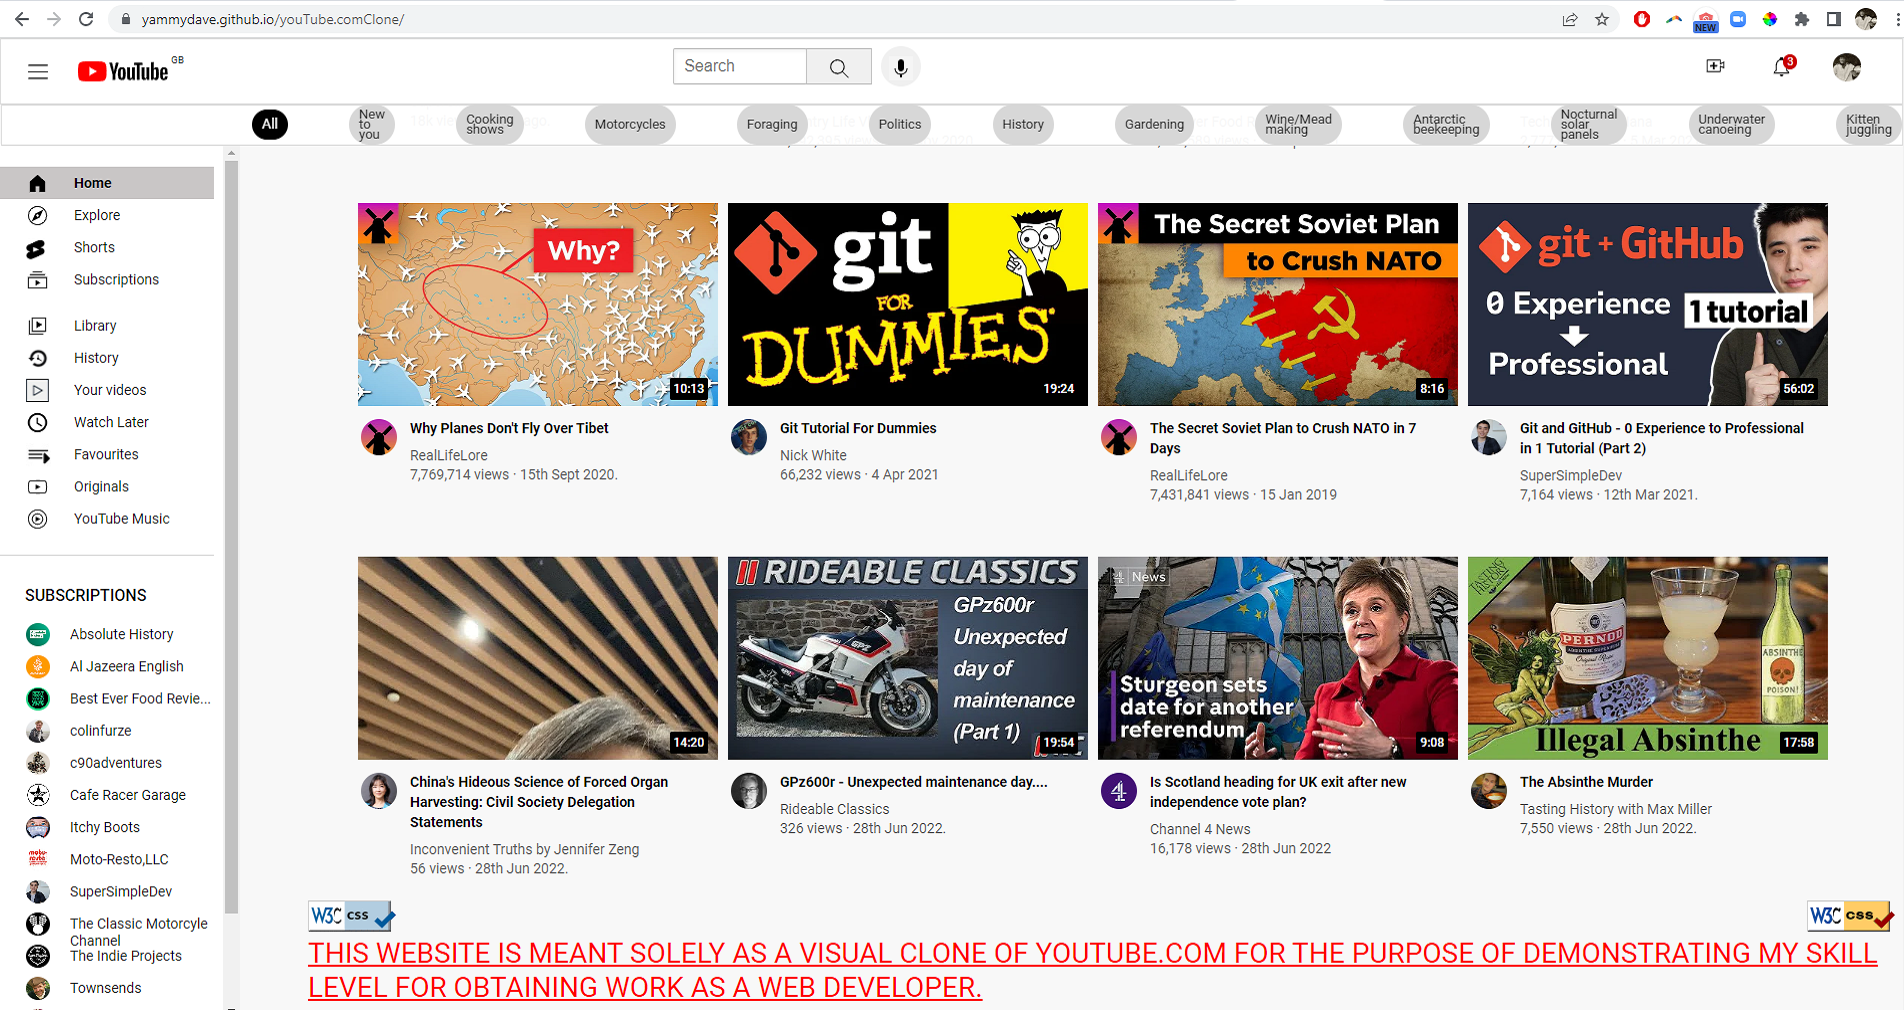 yammydave.github.io/youTube.comClone/
NEW
YouTube GB
Search
3
All
New to you
Cooking shows
Motorcycles
Foraging
Politics
History
Gardening
Wine/Mead making
Antarctic beekeeping
Nocturnal solar panels
Underwater canoeing
Kitten juggling
Home
Explore
Shorts
Subscriptions
Library
History
Your videos
Watch Later
Favourites
Originals
YouTube Music
SUBSCRIPTIONS
Absolute History
Al Jazeera English
Best Ever Food Revie...
colinfurze
c90adventures
Cafe Racer Garage
Itchy Boots
Moto-Resto,LLC
SuperSimpleDev
The Classic Motorcyle
Channel
The Indie Projects
Townsends
Why?
10:13
Why Planes Don't Fly Over Tibet
RealLifeLore
7,769,714 views · 15th Sept 2020.
git
FOR
DUMMIES
19:24
Git Tutorial For Dummies
Nick White
66,232 views · 4 Apr 2021
The Secret Soviet Plan
to Crush NATO
8:16
The Secret Soviet Plan to Crush NATO in 7
Days
RealLifeLore
7,431,841 views · 15 Jan 2019
git + GitHub
0 Experience
1 tutorial
Professional
56:02
Git and GitHub - 0 Experience to Professional
in 1 Tutorial (Part 2)
SuperSimpleDev
7,164 views · 12th Mar 2021.
14:20
China's Hideous Science of Forced Organ
Harvesting: Civil Society Delegation
Statements
Inconvenient Truths by Jennifer Zeng
56 views · 28th Jun 2022.
RIDEABLE CLASSICS
GPz600r
Unexpected
day of
maintenance
(Part 1)
19:54
GPz600r - Unexpected maintenance day....
Rideable Classics
326 views · 28th Jun 2022.
4 News
Sturgeon sets
date for another
referendum
9:08
Is Scotland heading for UK exit after new
independence vote plan?
Channel 4 News
16,178 views · 28th Jun 2022
TASTING
HISTORY
PERNOD
ABSINTHE
POISON!
Illegal Absinthe
17:58
The Absinthe Murder
Tasting History with Max Miller
7,550 views · 28th Jun 2022.
W3C css
W3C css
THIS WEBSITE IS MEANT SOLELY AS A VISUAL CLONE OF YOUTUBE.COM FOR THE PURPOSE OF DEMONSTRATING MY SKILL
LEVEL FOR OBTAINING WORK AS A WEB DEVELOPER.